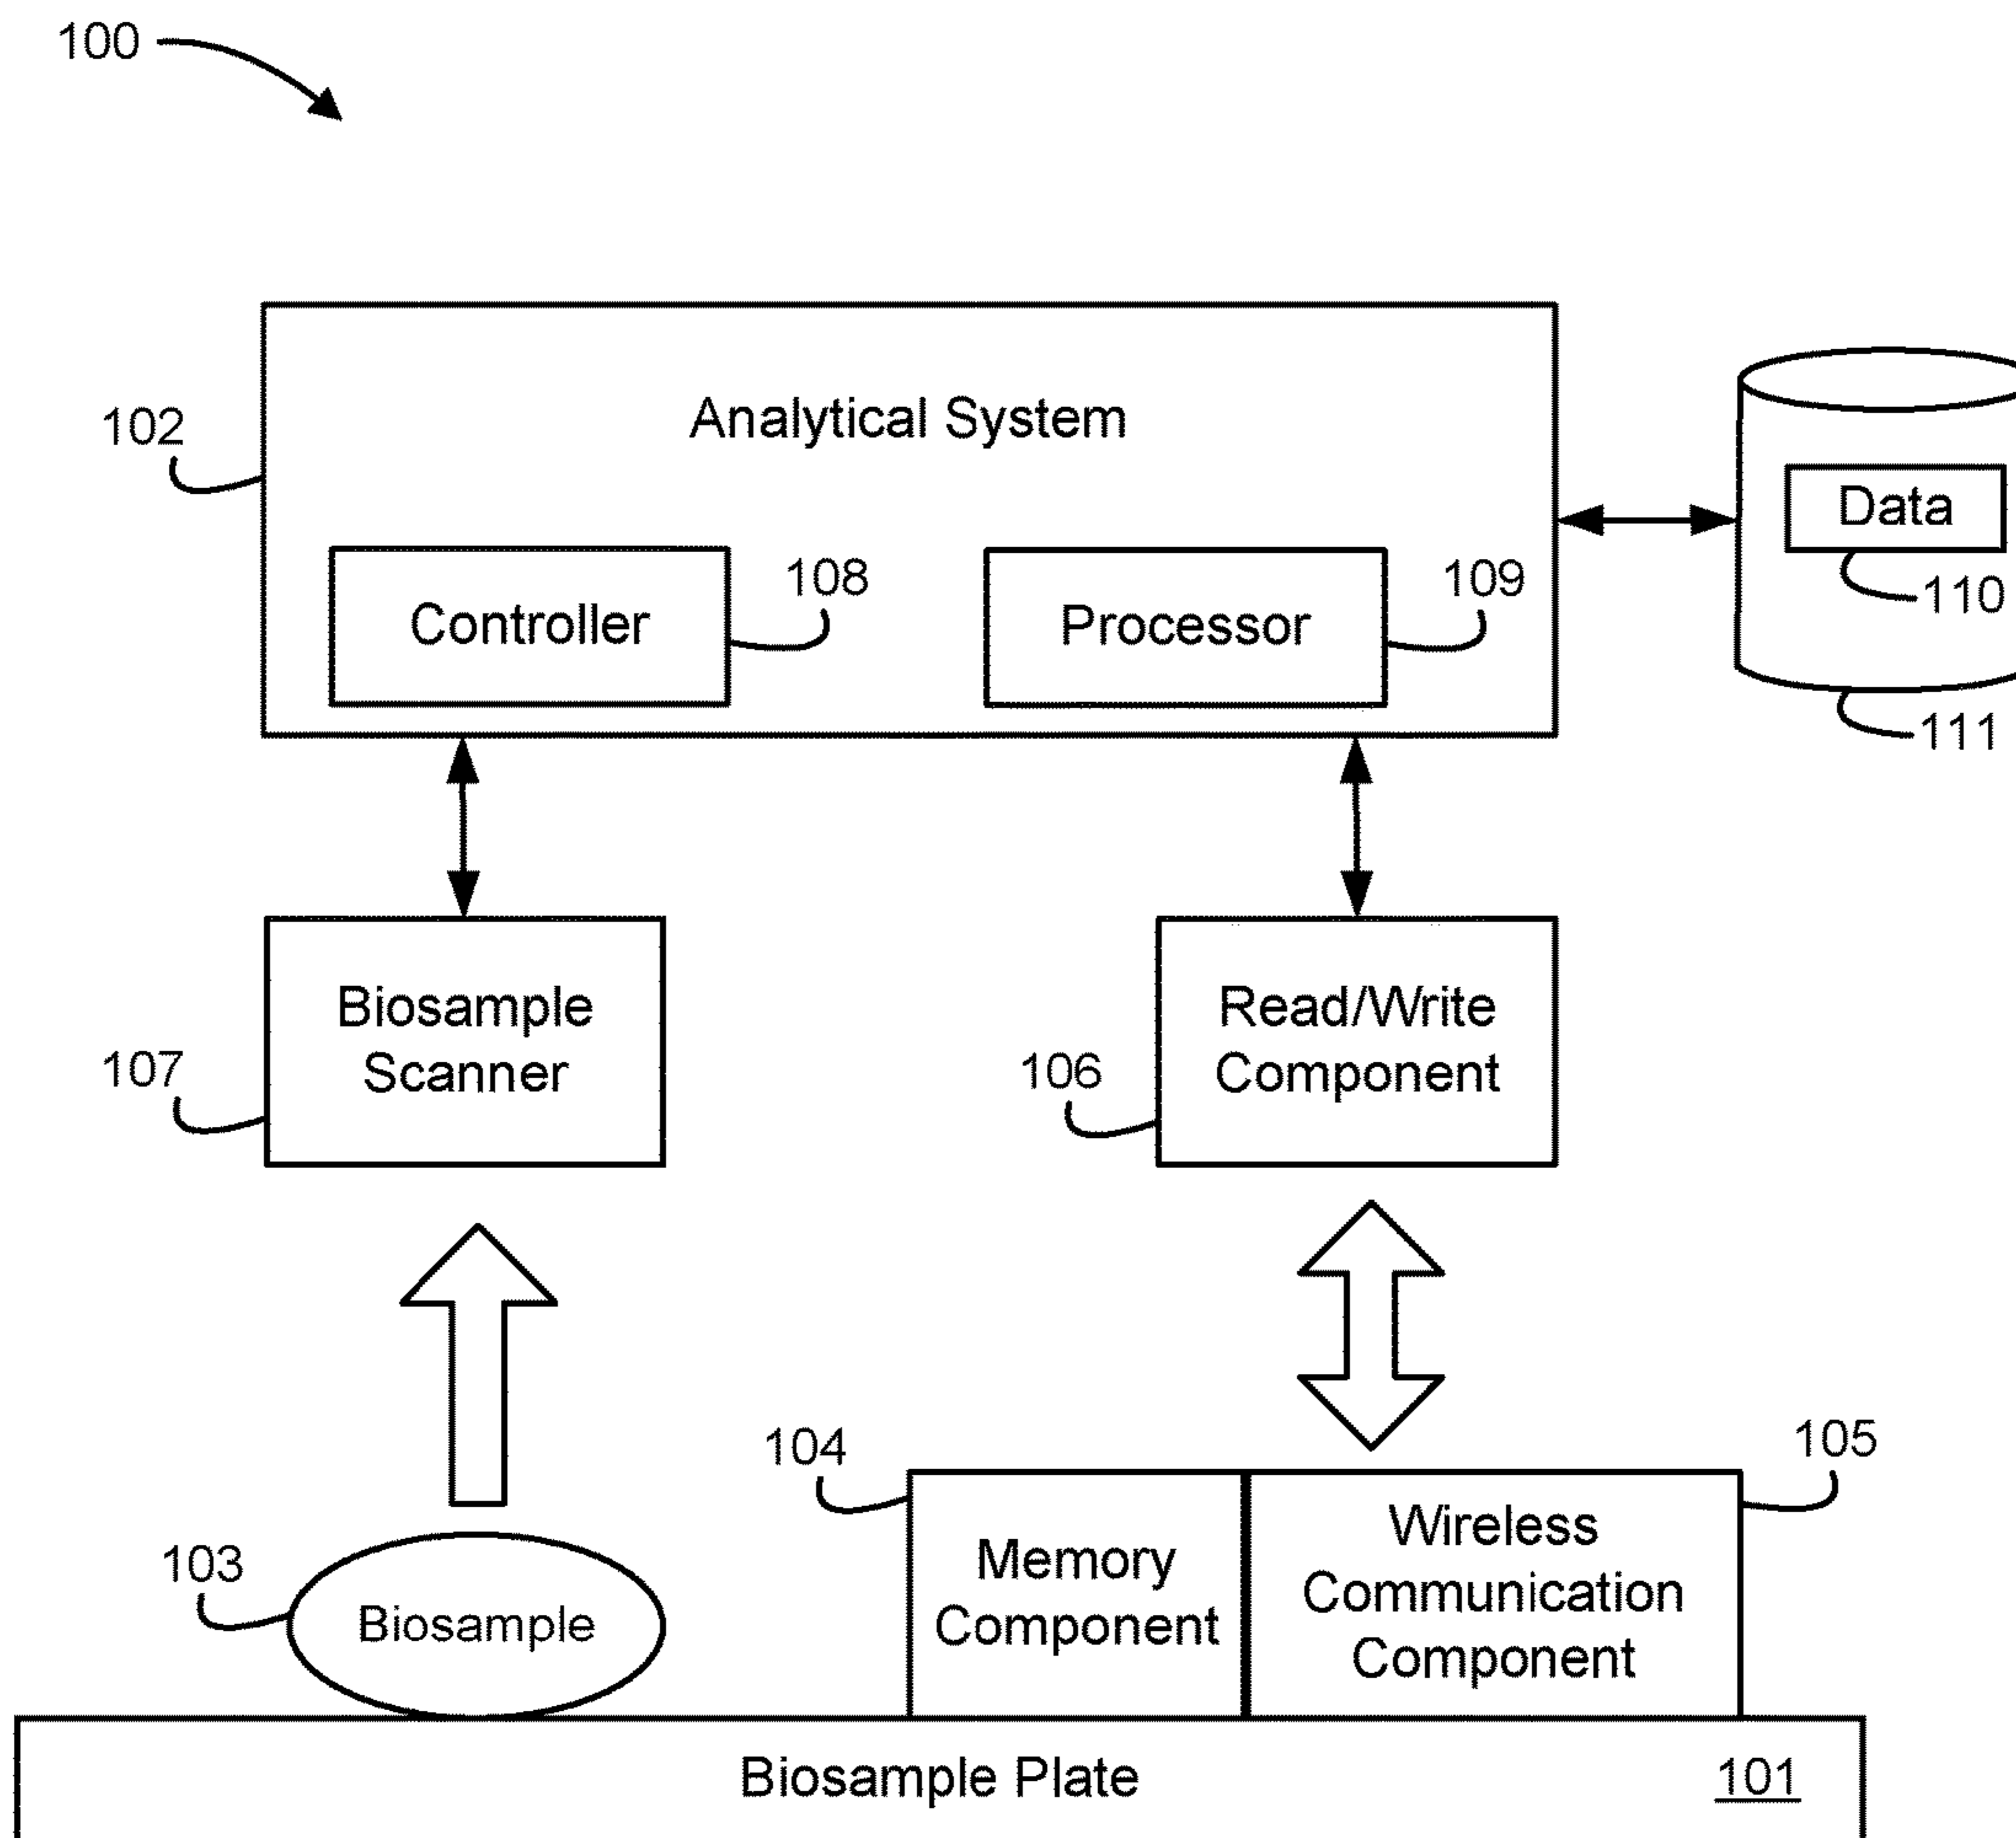 100
Analytical System
102
Data
108
109
110
Controller
Processor
111
Biosample
Scanner
107
Read/Write
Component
106
104
105
Wireless
Communication
Component
Memory
Component
103
Biosample
Biosample Plate
101